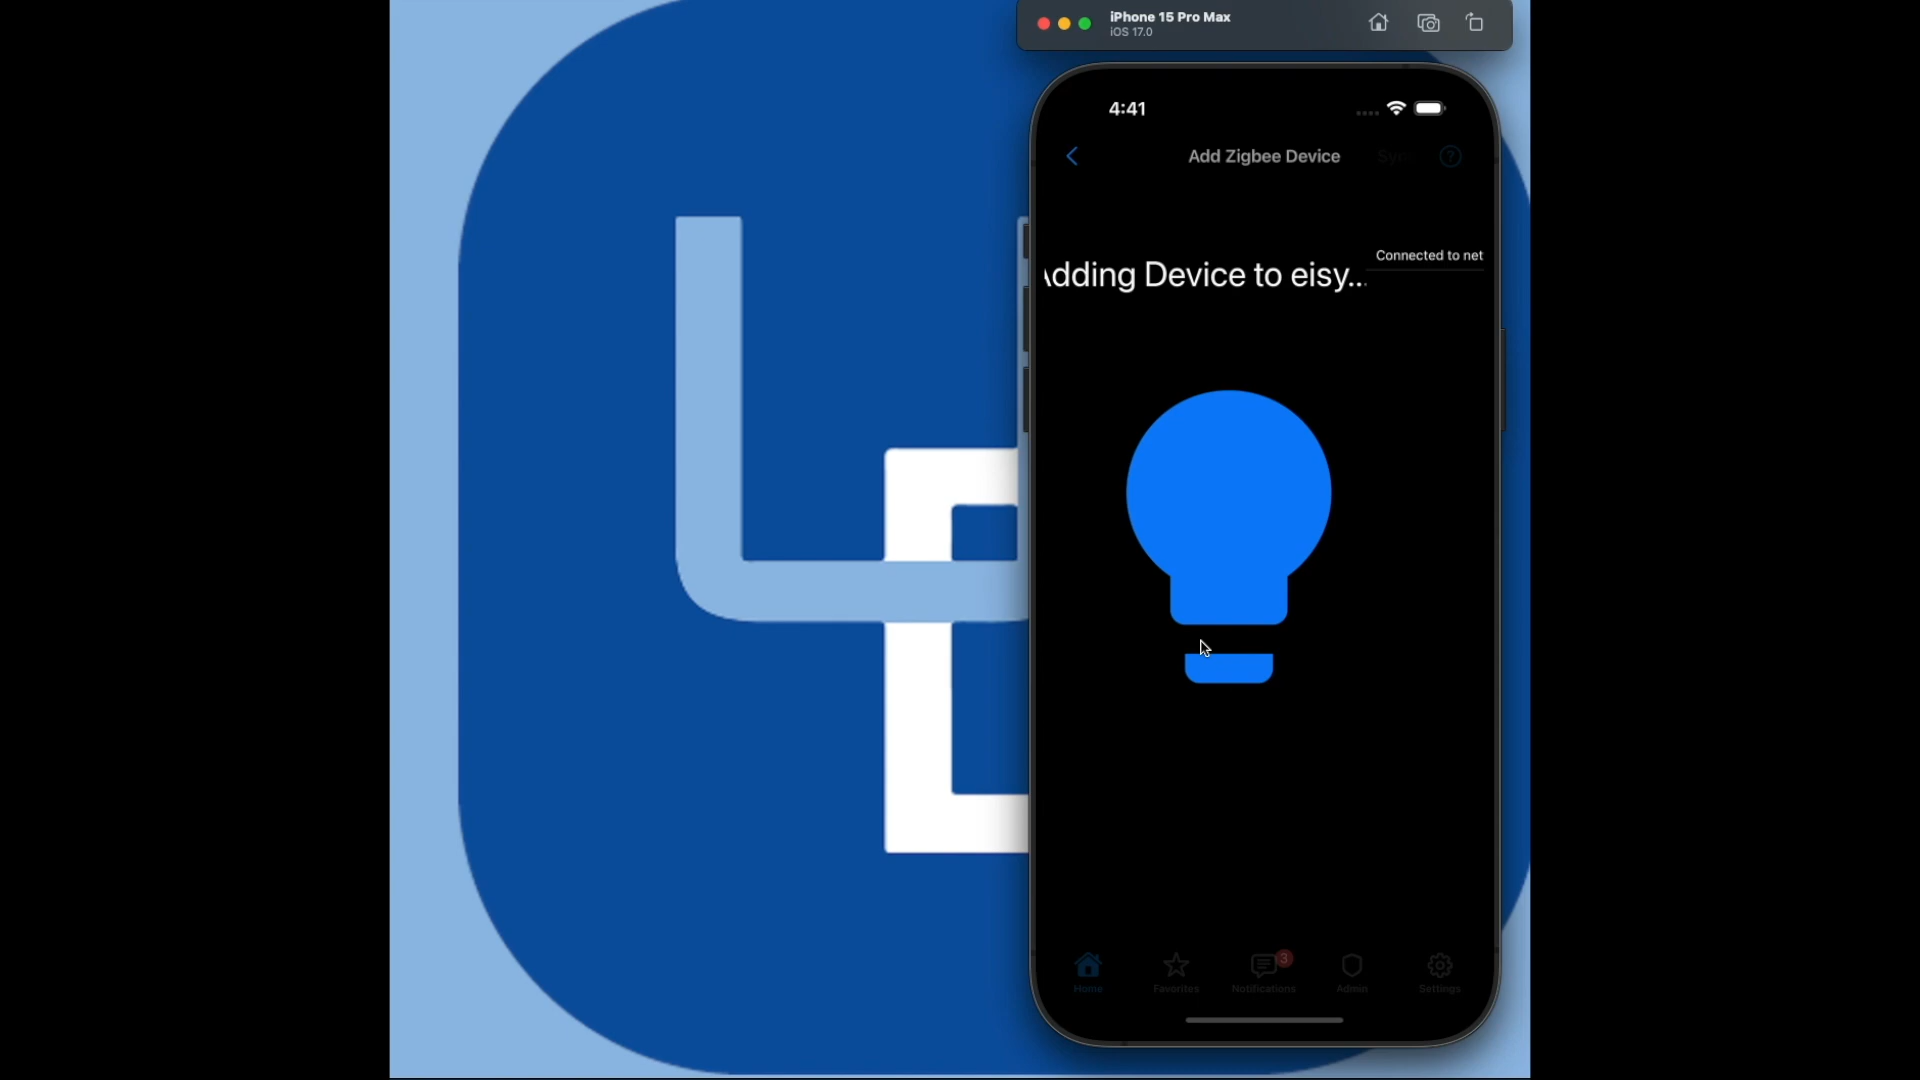 iPhone 15 Pro Max
iOS 17.0
4:41
Add Zigbee Device
?
Connected to net
Adding Device to eisy...
3
Home
Favorites
Notifications
Admin
Settings